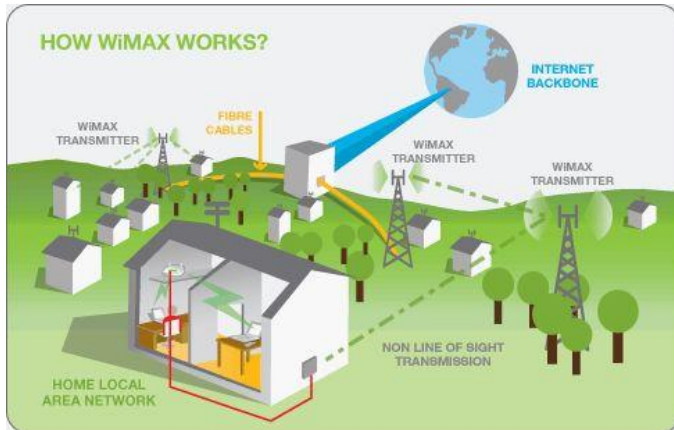 HOW WiMAX WORKS?
INTERNET
BACKBONE
FIBRE
CABLES
WiMAX
TRANSMITTER
WiMAX
TRANSMITTER
WiMAX
TRANSMITTER
NON LINE OF SIGHT
TRANSMISSION
HOME LOCAL
AREA NETWORK